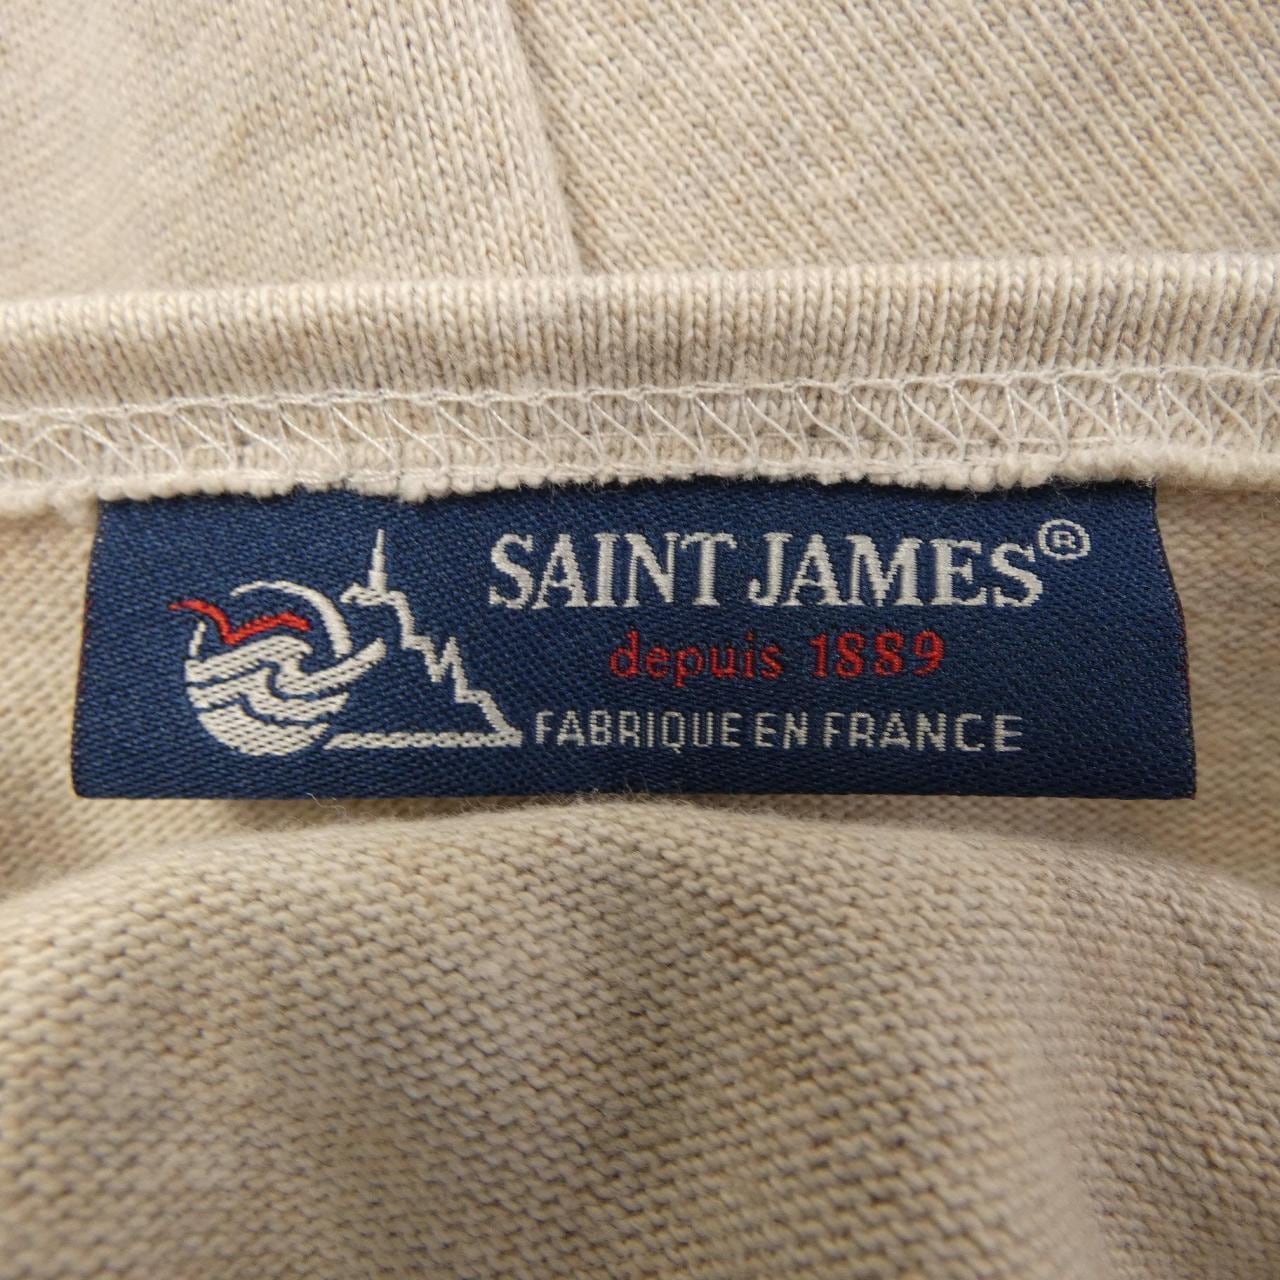 SAINT JAMES®
depuis 1889
FABRIQUE EN FRANCE